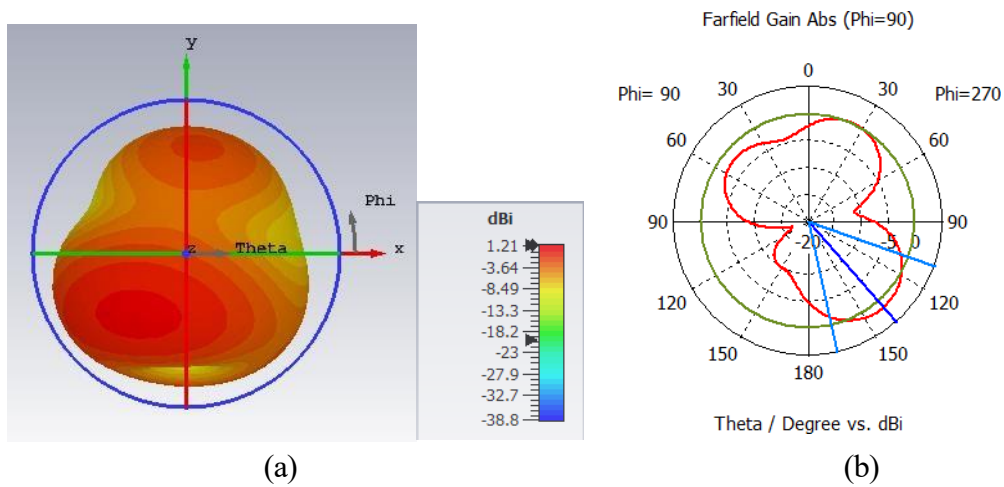 y
Phi
z
Theta
x
dBi
1.21
-3.64
-8.49
-13.3
-18.2
-23
-27.9
-32.7
-38.8
(a)
Farfield Gain Abs (Phi=90)
0
30
30
Phi= 90
Phi=270
60
60
90
-20
-5
0
90
120
120
150
150
180
Theta / Degree vs. dBi
(b)